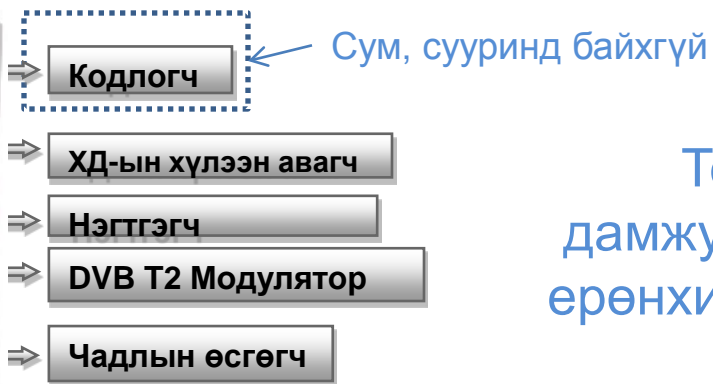 Сум, сууринд байхгүй
Кодлогч
ХД-ын хүлээн авагч
Нэгтгэгч
DVB T2 Модулятор
Чадлын өсгөгч